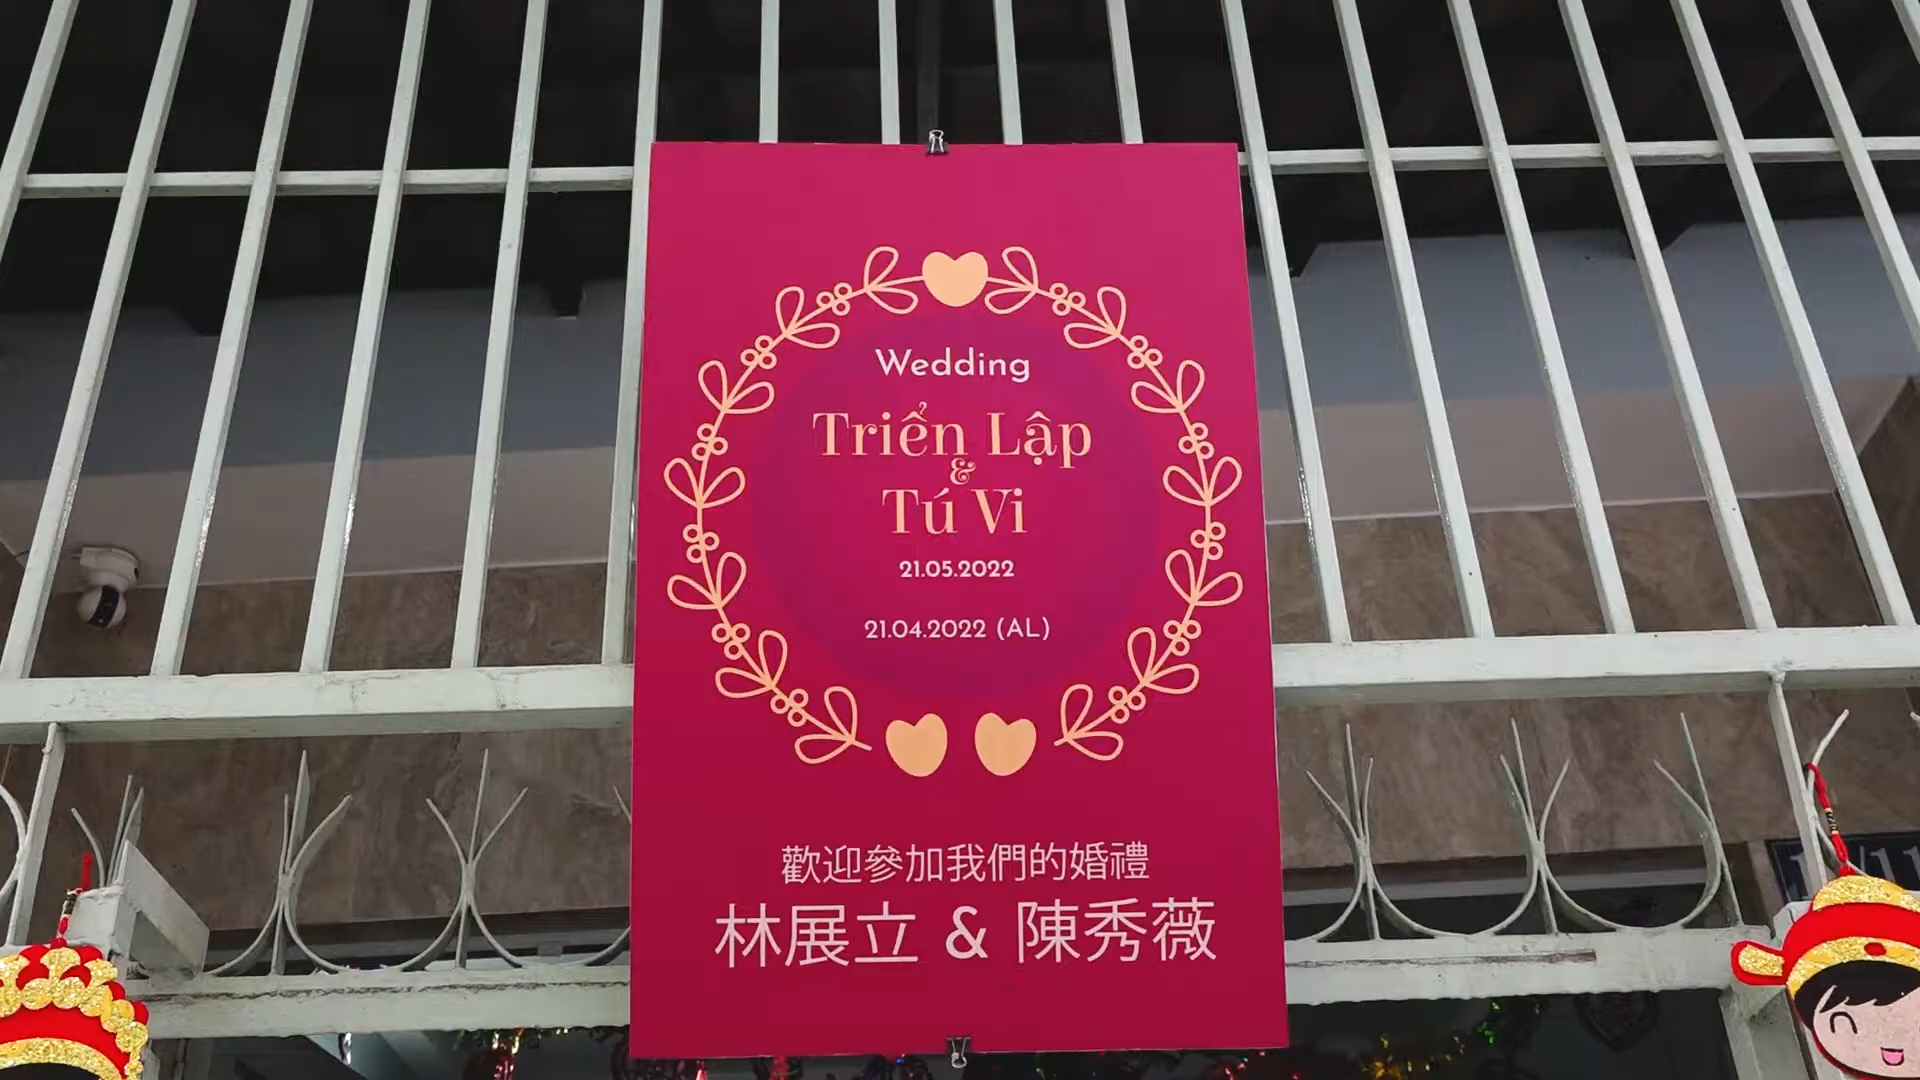 Wedding
Triển Lập
&
Tú Vi
21.05.2022
21.04.2022 (AL)
歡迎參加我們的婚禮
林展立 & 陳秀薇